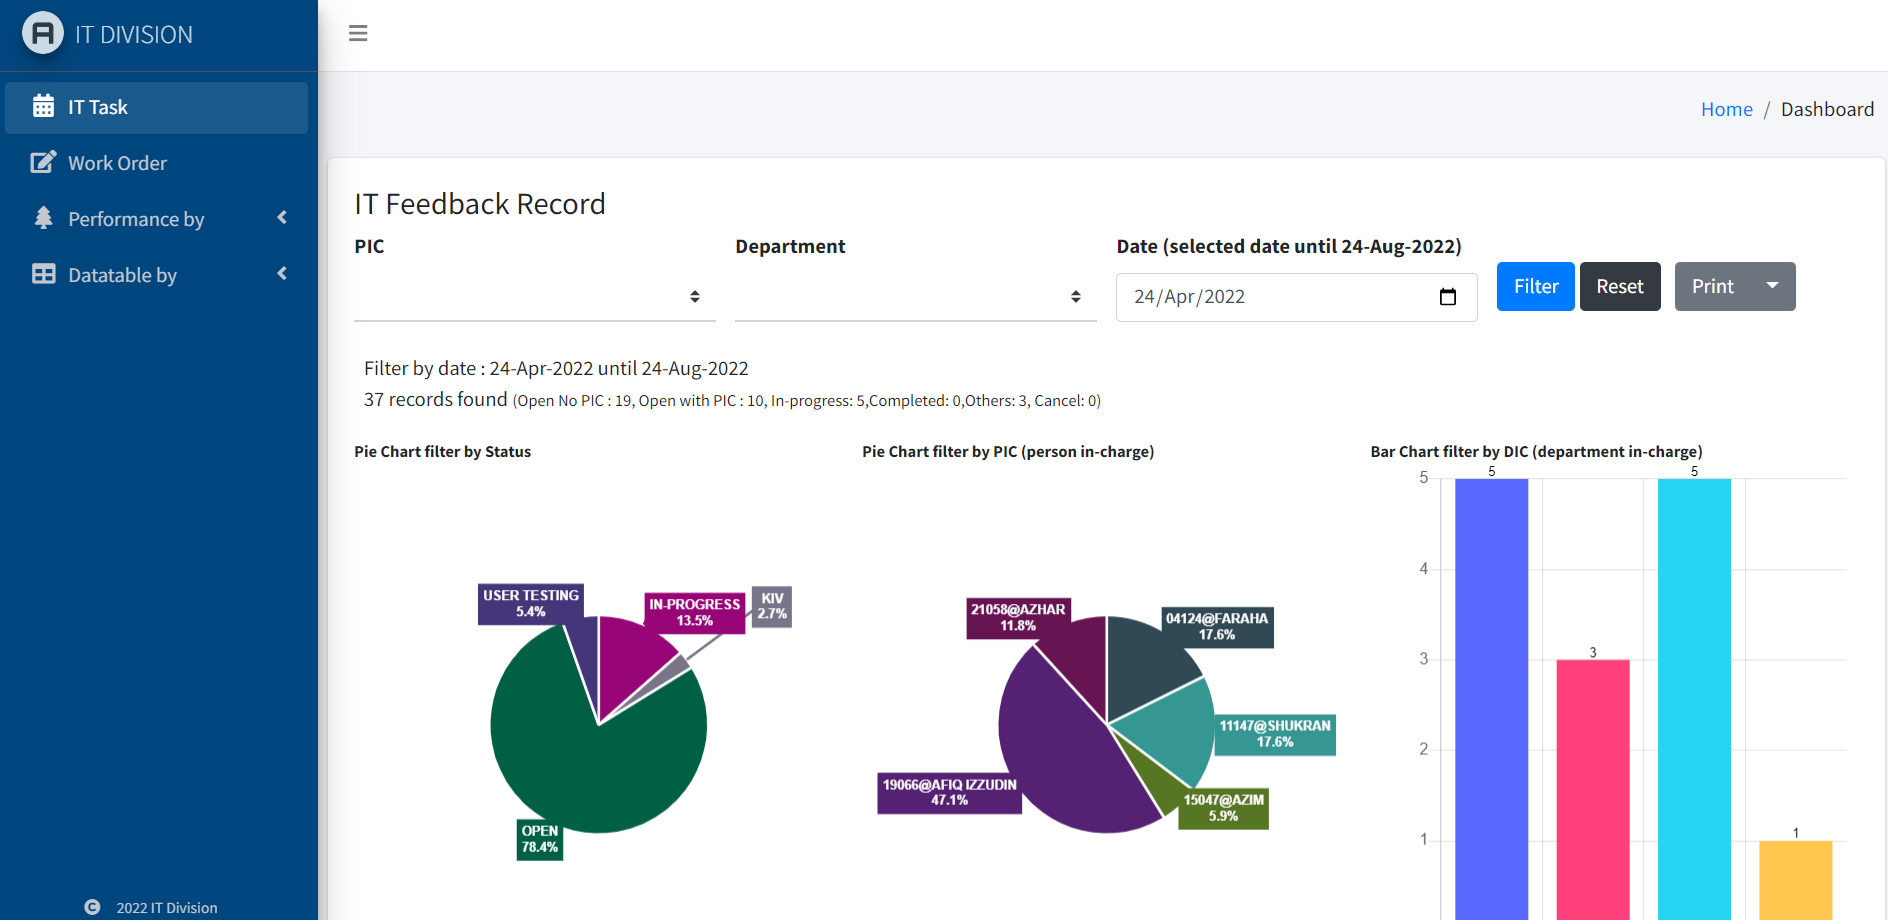 IT DIVISION
IT Task
Work Order
Performance by
Datatable by
2022 IT Division
Home / Dashboard
IT Feedback Record
PIC
Department
Date (selected date until 24-Aug-2022)
24/Apr/2022
Filter
Reset
Print
Filter by date : 24-Apr-2022 until 24-Aug-2022
37 records found (Open No PIC : 19, Open with PIC : 10, In-progress: 5,Completed: 0,Others: 3, Cancel: 0)
Pie Chart filter by Status
USER TESTING
5.4%
IN-PROGRESS
13.5%
KIV
2.7%
OPEN
78.4%
Pie Chart filter by PIC (person in-charge)
21058@AZHAR
11.8%
04124@FARAHA
17.6%
11147@SHUKRAN
17.6%
19066@AFIQ IZZUDIN
47.1%
15047@AZIM
5.9%
Bar Chart filter by DIC (department in-charge)
5
4
3
2
1
5
3
5
1